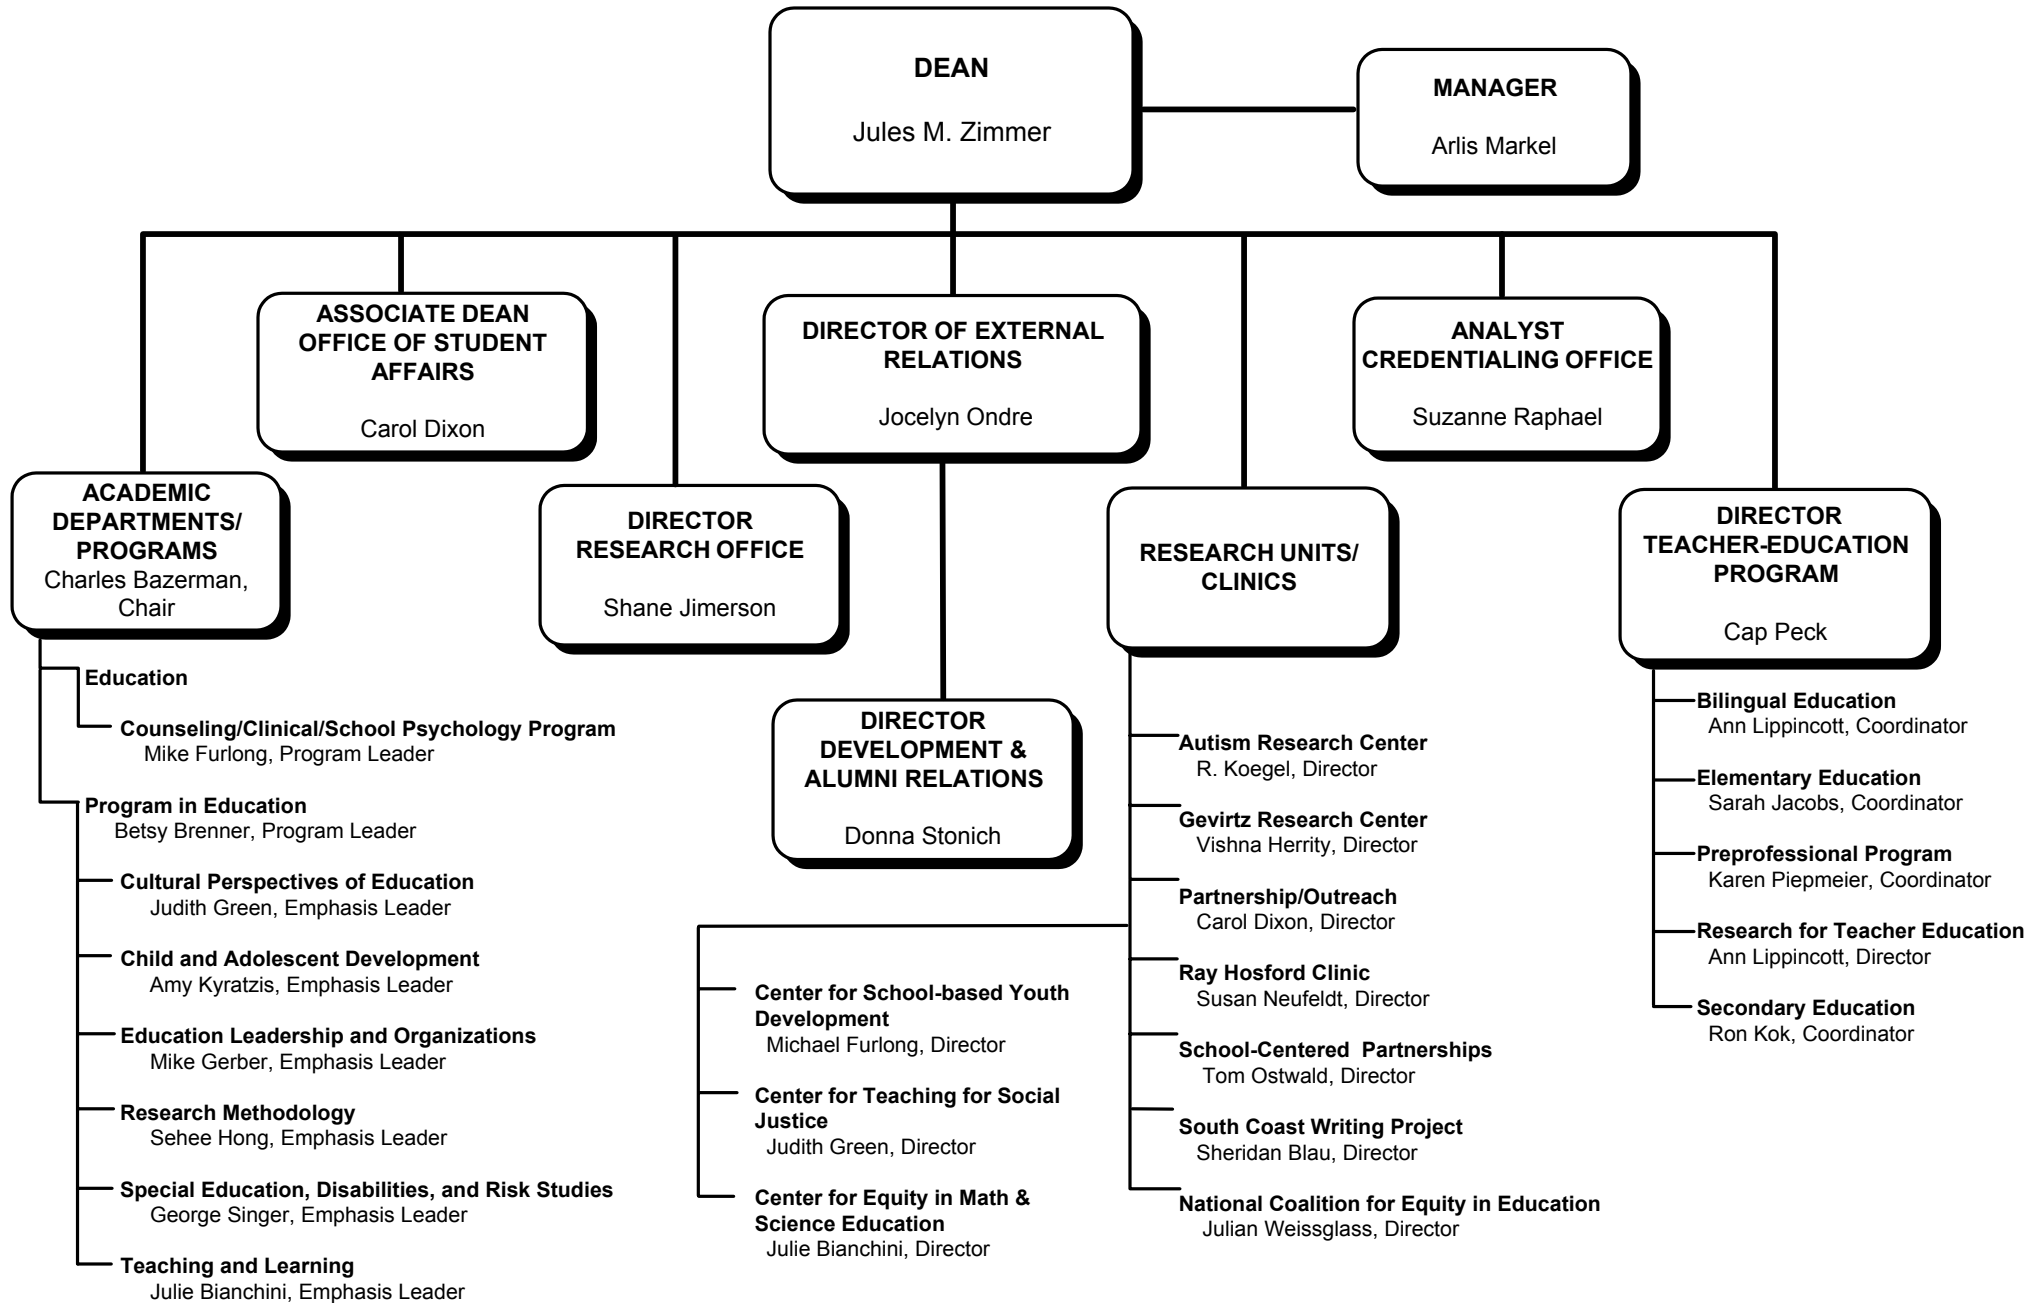 DEAN
Jules M. Zimmer
MANAGER
Arlis Markel
ASSOCIATE DEAN
OFFICE OF STUDENT
AFFAIRS
Carol Dixon
DIRECTOR OF EXTERNAL
RELATIONS
Jocelyn Ondre
ANALYST
CREDENTIALING OFFICE
Suzanne Raphael
ACADEMIC
DEPARTMENTS/
PROGRAMS
Charles Bazerman,
Chair
DIRECTOR
RESEARCH OFFICE
Shane Jimerson
RESEARCH UNITS/
CLINICS
DIRECTOR
TEACHER-EDUCATION
PROGRAM
Cap Peck
Education
Counseling/Clinical/School Psychology Program
Mike Furlong, Program Leader
Program in Education
Betsy Brenner, Program Leader
Cultural Perspectives of Education
Judith Green, Emphasis Leader
Child and Adolescent Development
Amy Kyratzis, Emphasis Leader
Education Leadership and Organizations
Mike Gerber, Emphasis Leader
Research Methodology
Sehee Hong, Emphasis Leader
Special Education, Disabilities, and Risk Studies
George Singer, Emphasis Leader
Teaching and Learning
Julie Bianchini, Emphasis Leader
DIRECTOR
DEVELOPMENT &
ALUMNI RELATIONS
Donna Stonich
Center for School-based Youth
Development
Michael Furlong, Director
Center for Teaching for Social
Justice
Judith Green, Director
Center for Equity in Math &
Science Education
Julie Bianchini, Director
Autism Research Center
R. Koegel, Director
Gevirtz Research Center
Vishna Herrity, Director
Partnership/Outreach
Carol Dixon, Director
Ray Hosford Clinic
Susan Neufeldt, Director
School-Centered  Partnerships
Tom Ostwald, Director
South Coast Writing Project
Sheridan Blau, Director
National Coalition for Equity in Education
Julian Weissglass, Director
Bilingual Education
Ann Lippincott, Coordinator
Elementary Education
Sarah Jacobs, Coordinator
Preprofessional Program
Karen Piepmeier, Coordinator
Research for Teacher Education
Ann Lippincott, Director
Secondary Education
Ron Kok, Coordinator